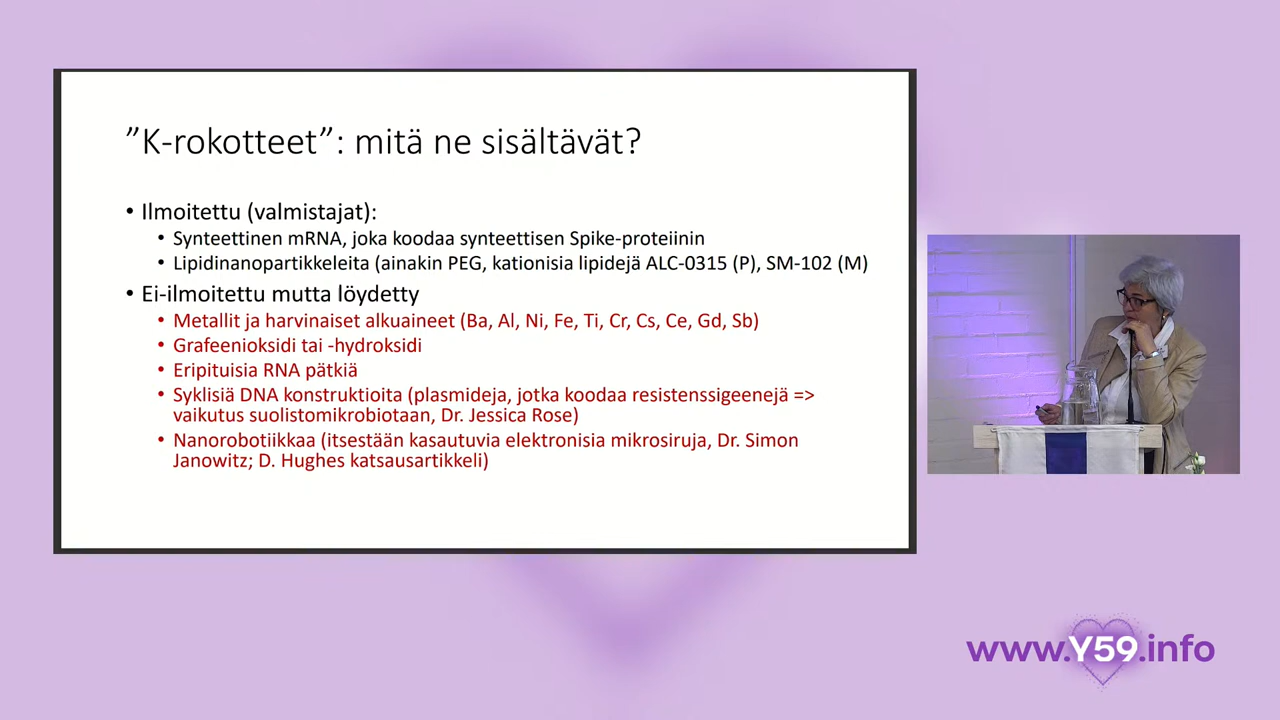 ”K-rokotteet”: mitä ne sisältävät?
• Ilmoitettu (valmistajat):
• Synteettinen mRNA, joka koodaa synteettisen Spike-proteiinin
• Lipidinanopartikkeleita (ainakin PEG, kationisia lipidejä ALC-0315 (P), SM-102 (M)
• Ei-ilmoitettu mutta löydetty
• Metallit ja harvinaiset alkuaineet (Ba, Al, Ni, Fe, Ti, Cr, Cs, Ce, Gd, Sb)
• Grafeenioksidi tai -hydroksidi
• Eripituisia RNA pätkiä
• Syklisiä DNA konstruktioita (plasmideja, jotka koodaa resistenssigeenejä =>
vaikutus suolistomikrobiotaan, Dr. Jessica Rose)
• Nanorobotiikkaa (itsestään kasautuvia elektronisia mikrosiruja, Dr. Simon
Janowitz; D. Hughes katsausartikkeli)
www.Y59.info